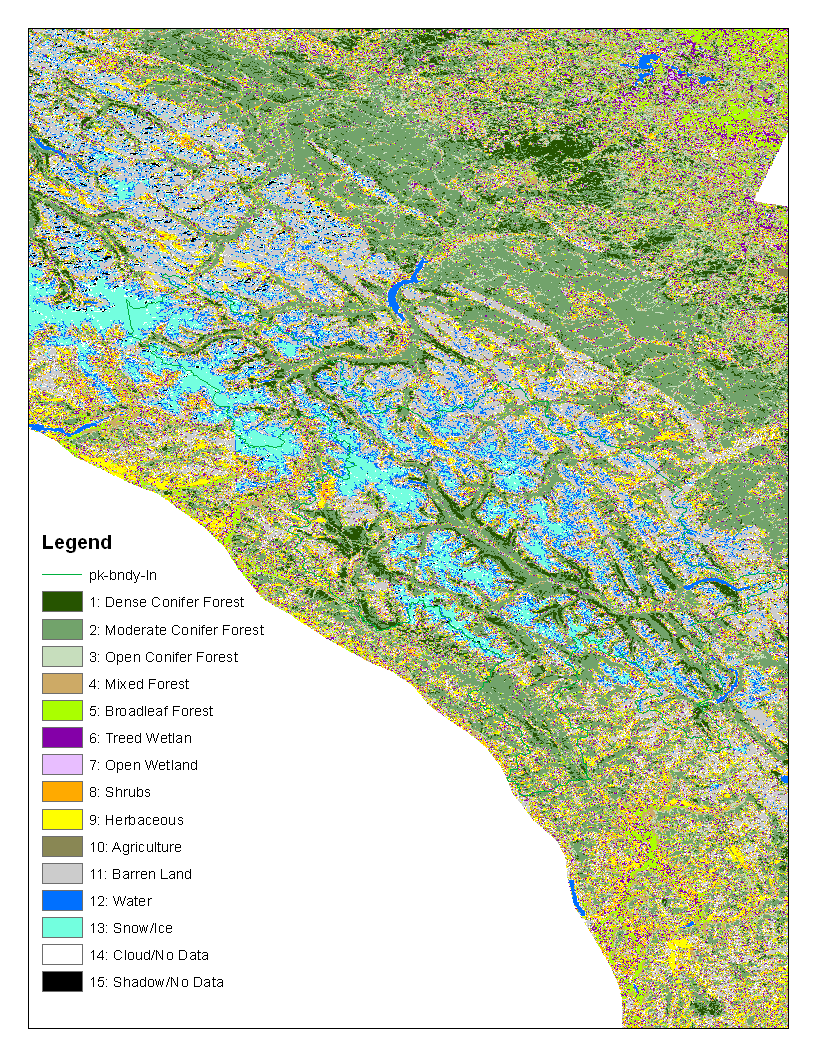 Legend
pk-bndy-ln
1: Dense Conifer Forest
2: Moderate Conifer Forest
3: Open Conifer Forest
4: Mixed Forest
5: Broadleaf Forest
6: Treed Wetlan
7: Open Wetland
8: Shrubs
9: Herbaceous
10: Agriculture
11: Barren Land
12: Water
13: Snow/Ice
14: Cloud/No Data
15: Shadow/No Data